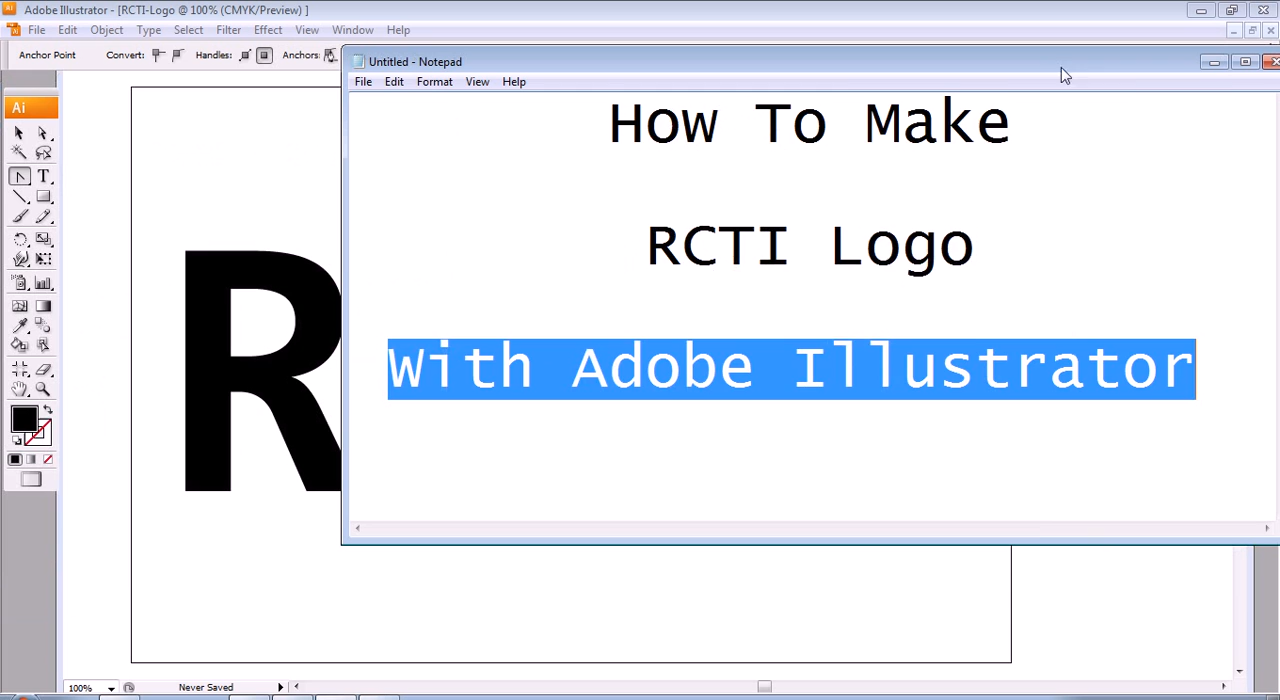 Adobe Illustrator - [RCTI-Logo @ 100% (CMYK/Preview) ]
File Edit Object Type Select Filter Effect View Window Help
Anchor Point Convert: Handles: Anchors:
Untitled - Notepad
File Edit Format View Help
Ai
How To Make
RCTI Logo
With Adobe Illustrator
R
100% Never Saved